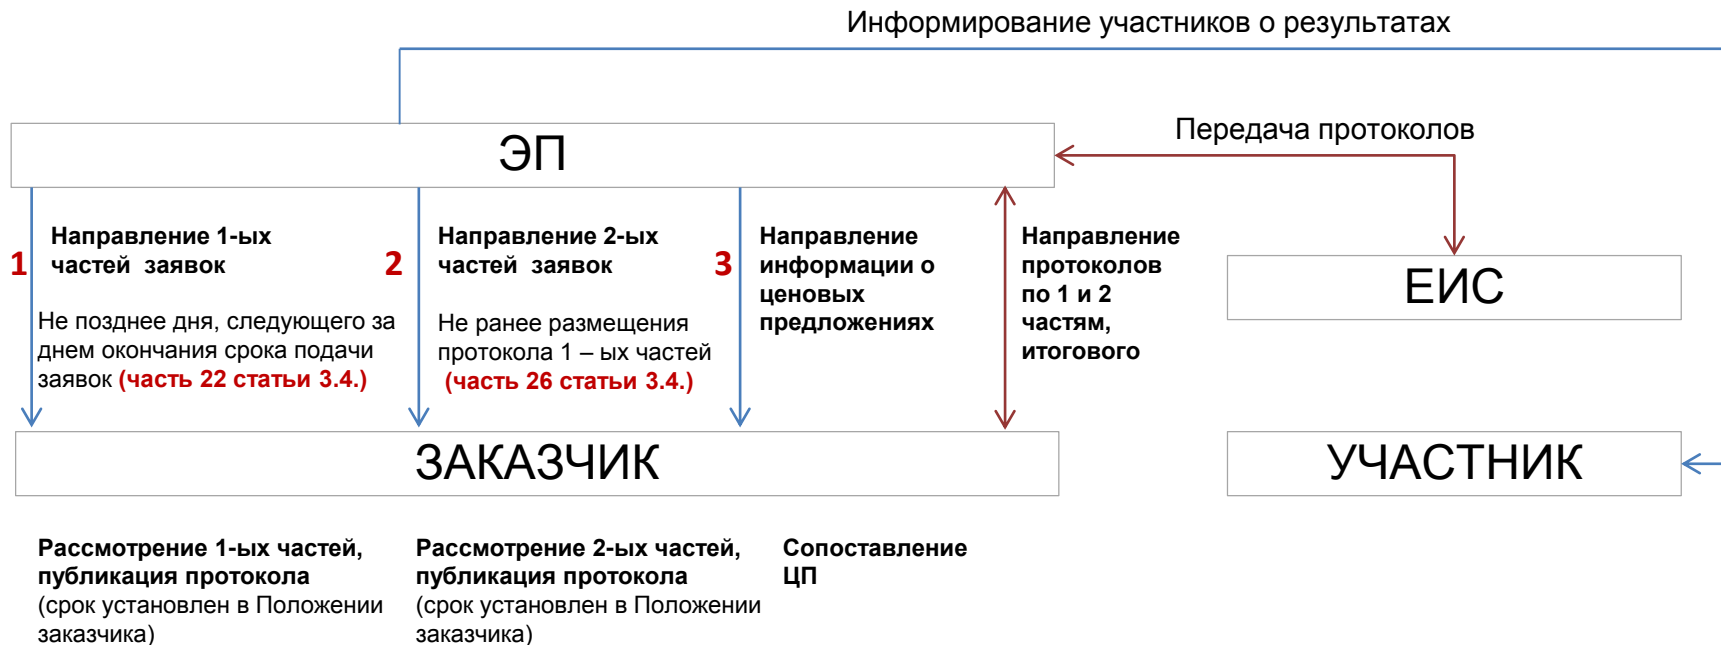 Информирование участников о результатах
Передача протоколов
ЭП
1
Направление 1-ых
частей заявок
Не позднее дня, следующего за
днем окончания срока подачи
заявок (часть 22 статьи 3.4.)
2
Направление 2-ых
частей заявок
Не ранее размещения
протокола 1 – ых частей
(часть 26 статьи 3.4.)
3
Направление
информации о
ценовых
предложениях
Направление
протоколов
по 1 и 2
частям,
итогового
ЕИС
ЗАКАЗЧИК
УЧАСТНИК
Рассмотрение 1-ых частей,
публикация протокола
(срок установлен в Положении
заказчика)
Рассмотрение 2-ых частей,
публикация протокола
(срок установлен в Положении
заказчика)
Сопоставление
ЦП